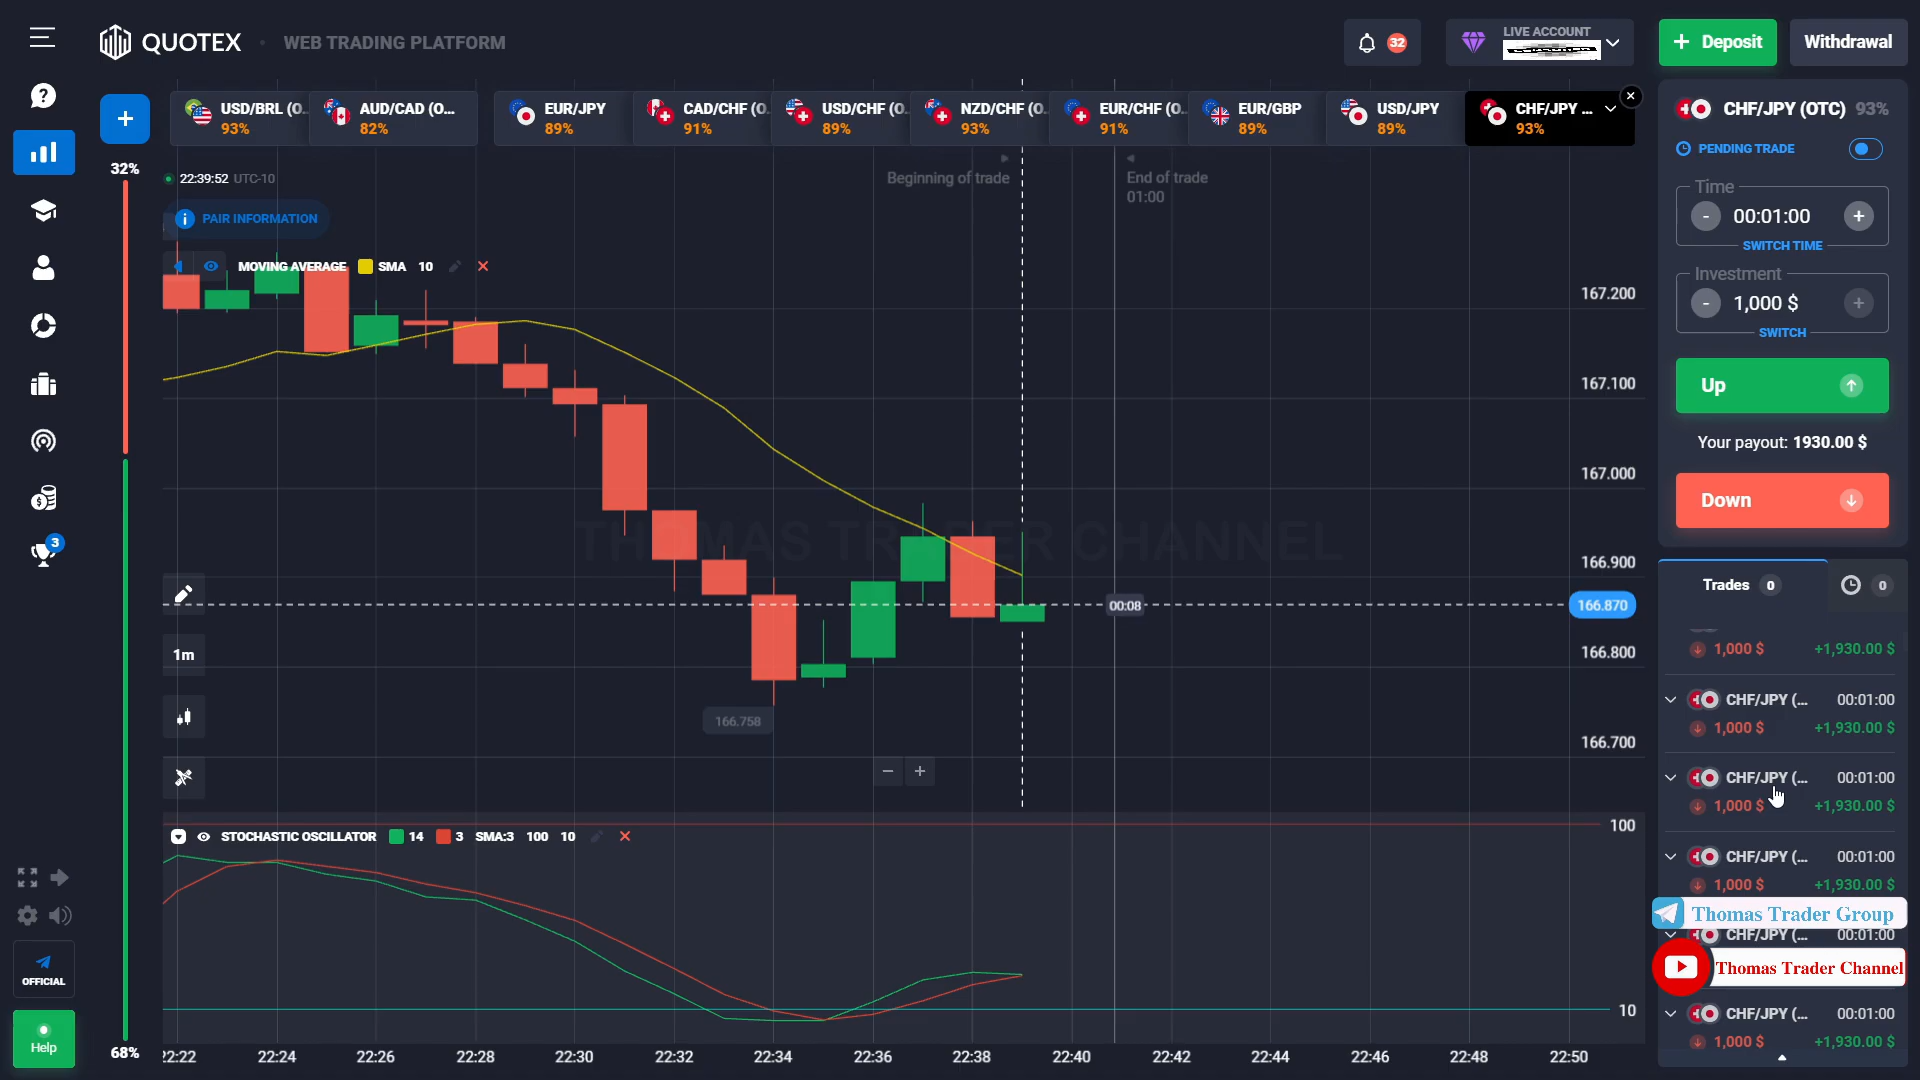 QUOTEX
WEB TRADING PLATFORM
32
LIVE ACCOUNT
Deposit
Withdrawal
USD/BRL (O...
93%
AUD/CAD (O...
82%
EUR/JPY
89%
CAD/CHF (O...
91%
USD/CHF (O...
89%
NZD/CHF (O...
93%
EUR/CHF (O...
91%
EUR/GBP
89%
USD/JPY
89%
CHF/JPY ...
93%
32%
22:39:52 UTC-10
PAIR INFORMATION
MOVING AVERAGE SMA 10
Beginning of trade
End of trade
01:00
167.200
167.100
167.000
166.900
166.870
166.800
166.700
00:08
166.758
THOMAS TRADER CHANNEL
1m
STOCHASTIC OSCILLATOR 14 3 SMA:3 100 10
100
10
22:22 22:24 22:26 22:28 22:30 22:32 22:34 22:36 22:38 22:40 22:42 22:44 22:46 22:48 22:50
68%
3
OFFICIAL
Help
CHF/JPY (OTC) 93%
PENDING TRADE
Time
- 00:01:00 +
SWITCH TIME
Investment
- 1,000 $ +
SWITCH
Up
Your payout: 1930.00 $
Down
Trades 0
0
1,000 $ +1,930.00 $
CHF/JPY (... 00:01:00
1,000 $ +1,930.00 $
CHF/JPY (... 00:01:00
1,000 $ +1,930.00 $
CHF/JPY (... 00:01:00
1,000 $ +1,930.00 $
Thomas Trader Group
CHF/JPY (... 00:01:00
Thomas Trader Channel
CHF/JPY (... 00:01:00
1,000 $ +1,930.00 $